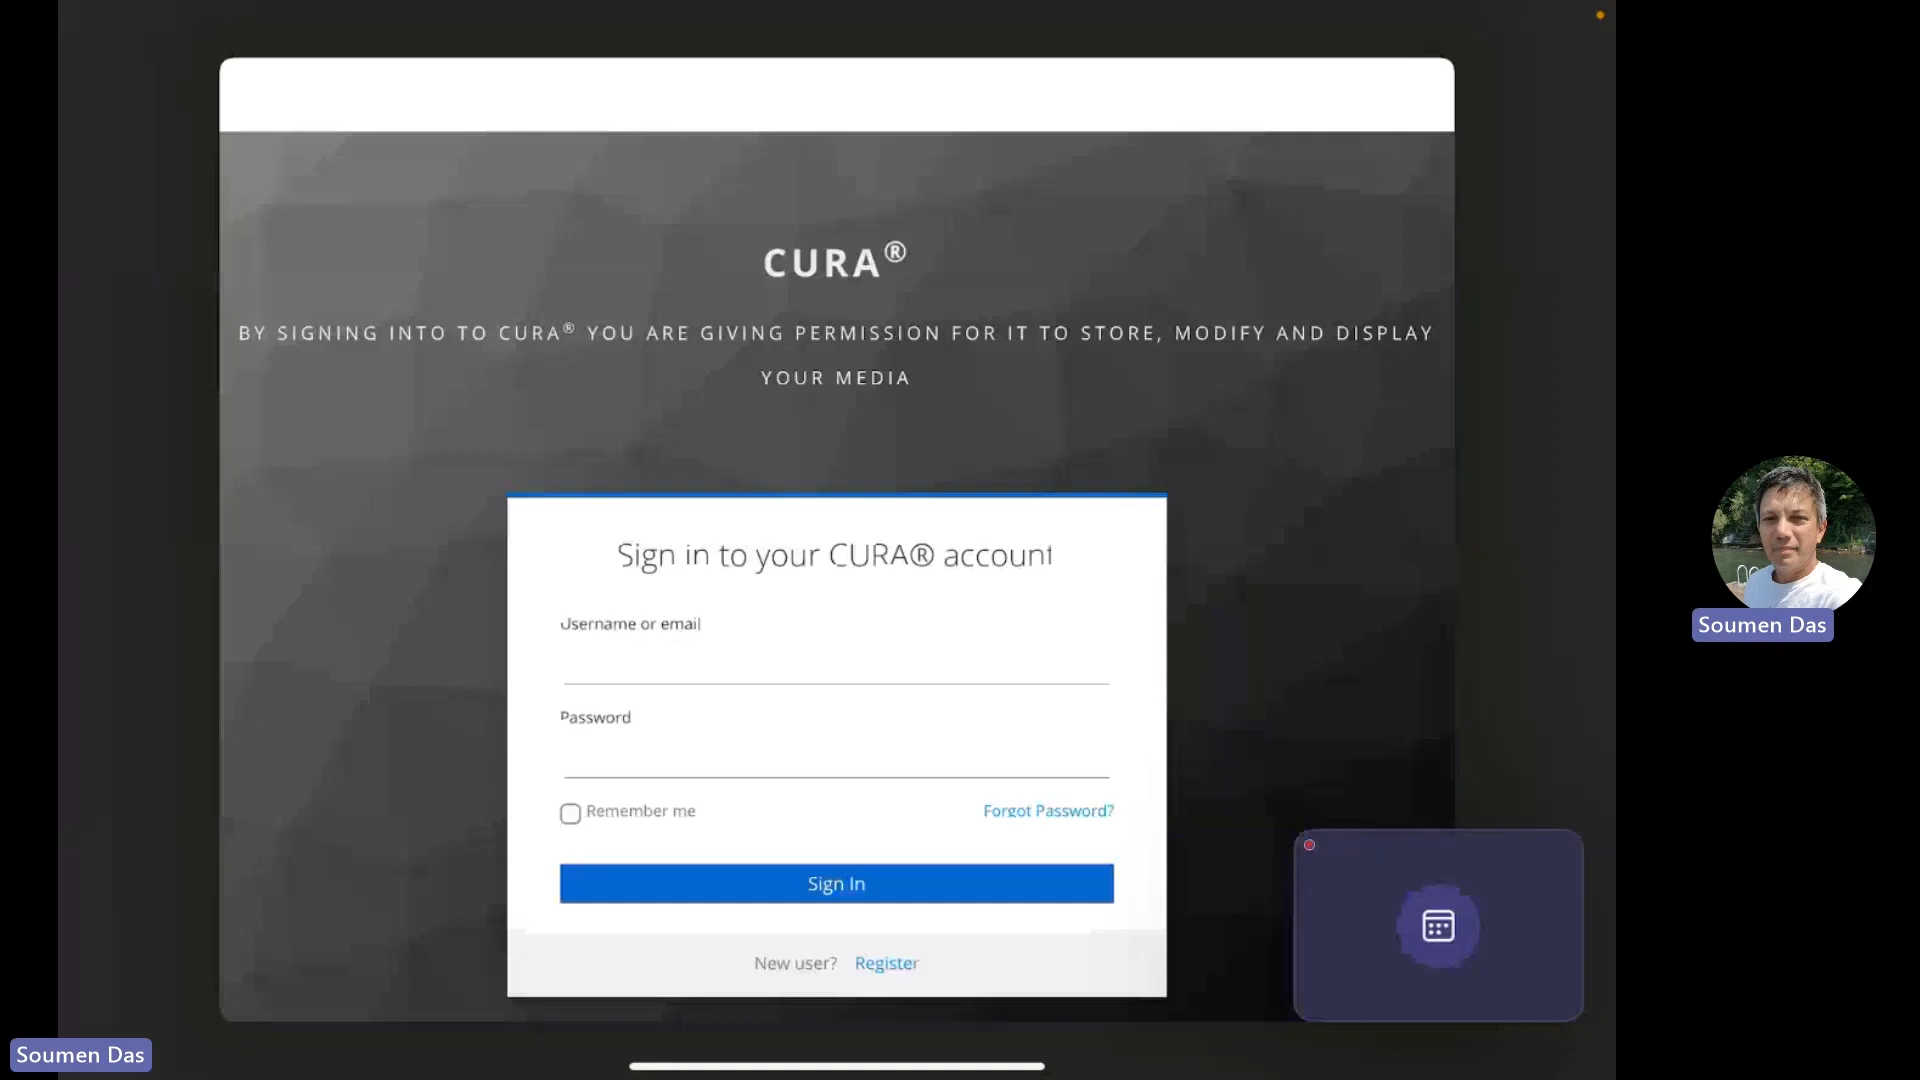 CURA®
BY SIGNING INTO TO CURA® YOU ARE GIVING PERMISSION FOR IT TO STORE, MODIFY AND DISPLAY
YOUR MEDIA
Sign in to your CURA® account
Username or email
Password
Remember me
Forgot Password?
Sign In
New user? Register
Soumen Das
Soumen Das